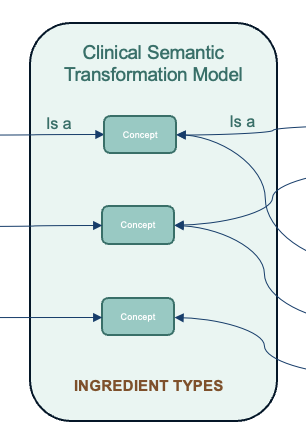 Clinical Semantic
Transformation Model
Is a
Is a
Concept
Concept
Concept
INGREDIENT TYPES